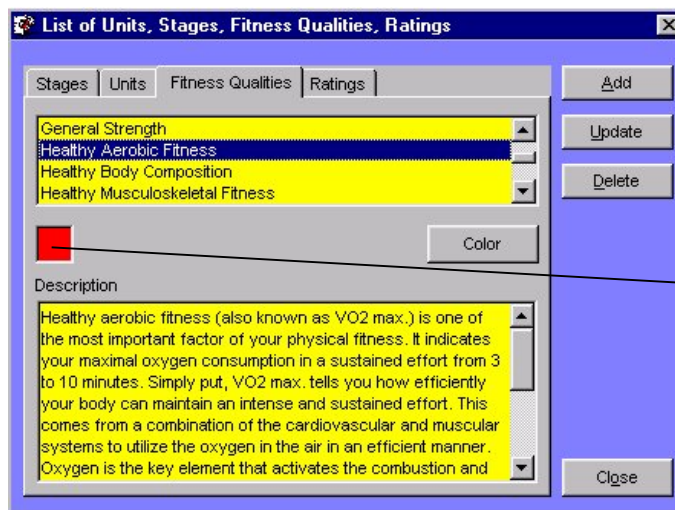 List of Units, Stages, Fitness Qualities, Ratings
Stages Units Fitness Qualities Ratings
Add
General Strength
Healthy Aerobic Fitness
Healthy Body Composition
Healthy Musculoskeletal Fitness
Update
Delete
Color
Description
Healthy aerobic fitness (also known as VO2 max.) is one of
the most important factor of your physical fitness. It indicates
your maximal oxygen consumption in a sustained effort from 3
to 10 minutes. Simply put, VO2 max. tells you how efficiently
your body can maintain an intense and sustained effort. This
comes from a combination of the cardiovascular and muscular
systems to utilize the oxygen in the air in an efficient manner.
Oxygen is the key element that activates the combustion and
Close